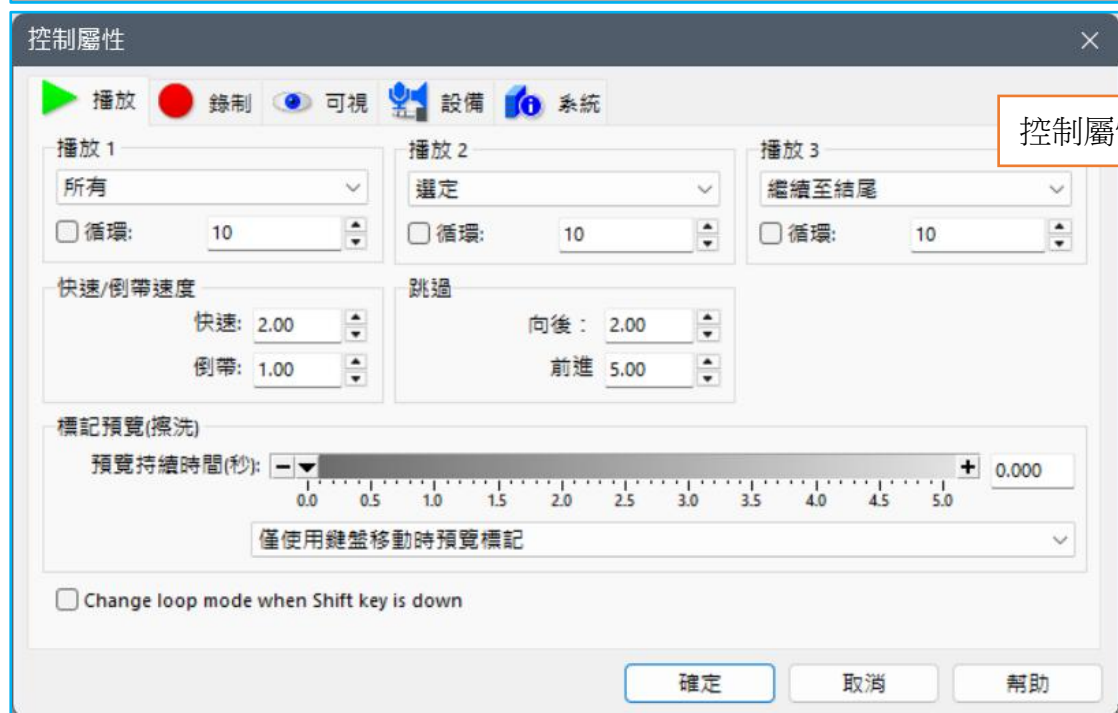 控制屬性
播放 錄制 可視 設備 系統
控制屬
播放 1 播放 2 播放 3
所有 選定 繼續至結尾
循環: 10 循環: 10 循環: 10
快速/倒帶速度 跳過
快速: 2.00 向後： 2.00
倒帶: 1.00 前進 5.00
標記預覽(擦洗)
預覽持續時間(秒): 0.000
0.0 0.5 1.0 1.5 2.0 2.5 3.0 3.5 4.0 4.5 5.0
僅使用鍵盤移動時預覽標記
Change loop mode when Shift key is down
確定 取消 幫助